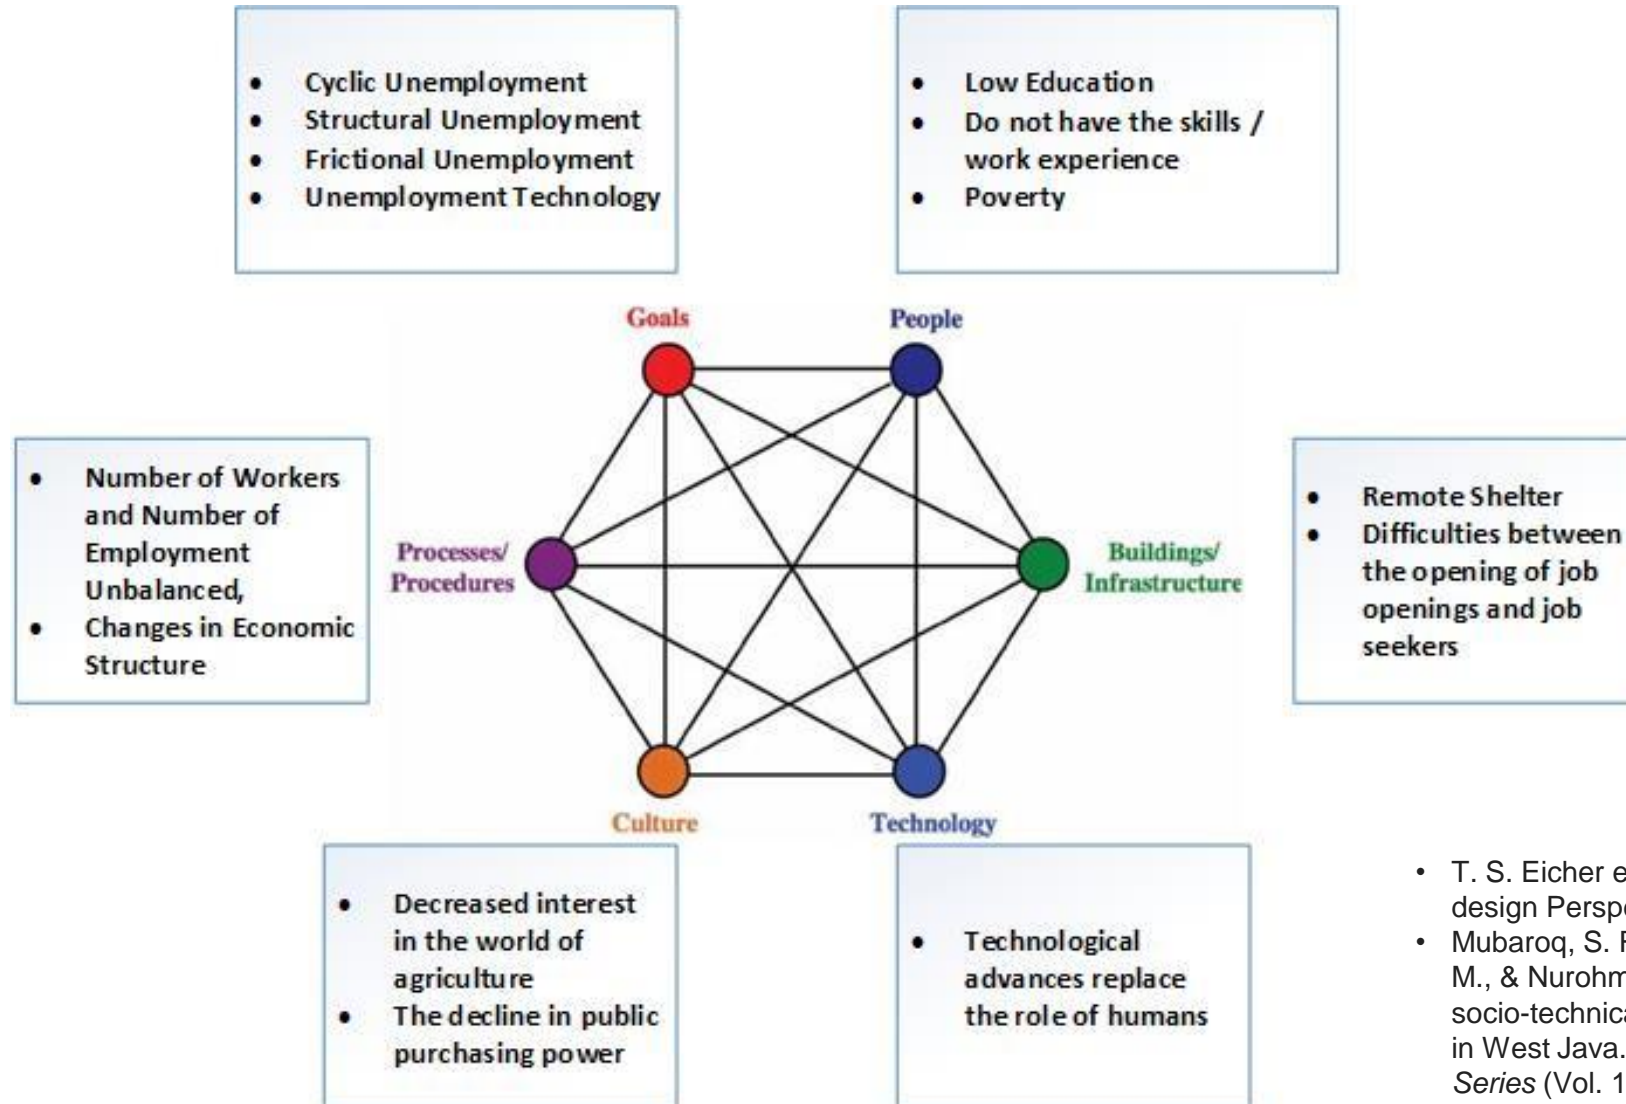 • Cyclic Unemployment
• Structural Unemployment
• Frictional Unemployment
• Unemployment Technology
• Low Education
• Do not have the skills /
work experience
• Poverty
Goals
People
• Number of Workers
and Number of
Employment
Unbalanced,
• Changes in Economic
Structure
Processes/
Procedures
Buildings/
Infrastructure
• Remote Shelter
• Difficulties between
the opening of job
openings and job
seekers
Culture
Technology
• Decreased interest
in the world of
agriculture
• The decline in public
purchasing power
• Technological
advances replace
the role of humans
• T. S. Eicher
design
• Mubaroq, S.
M., &
socio-technica
in West Java.
Series (Vol. 1